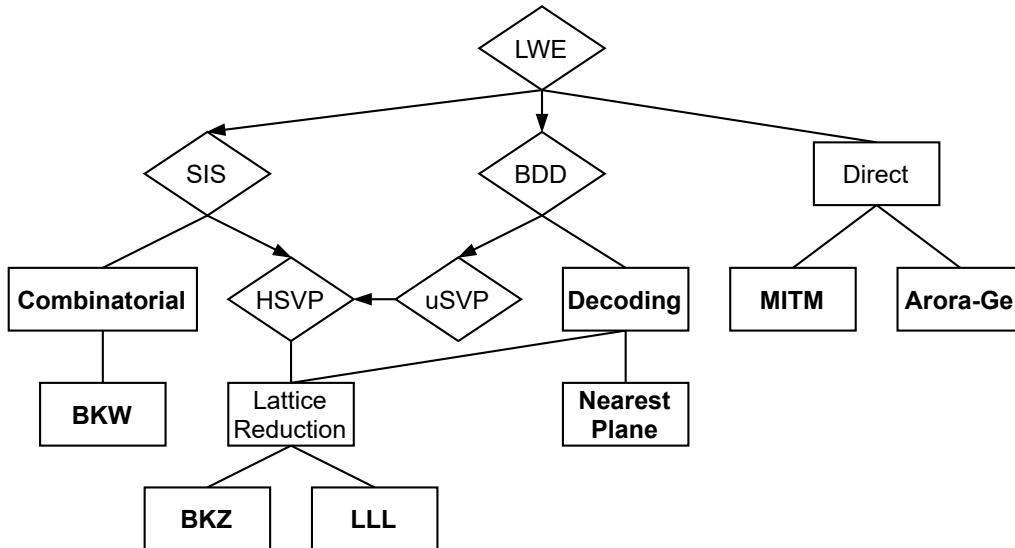 LWE
SIS
BDD
Direct
Combinatorial
HSVP
uSVP
Decoding
MITM
Arora-Ge
BKW
Lattice
Reduction
Nearest
Plane
BKZ
LLL